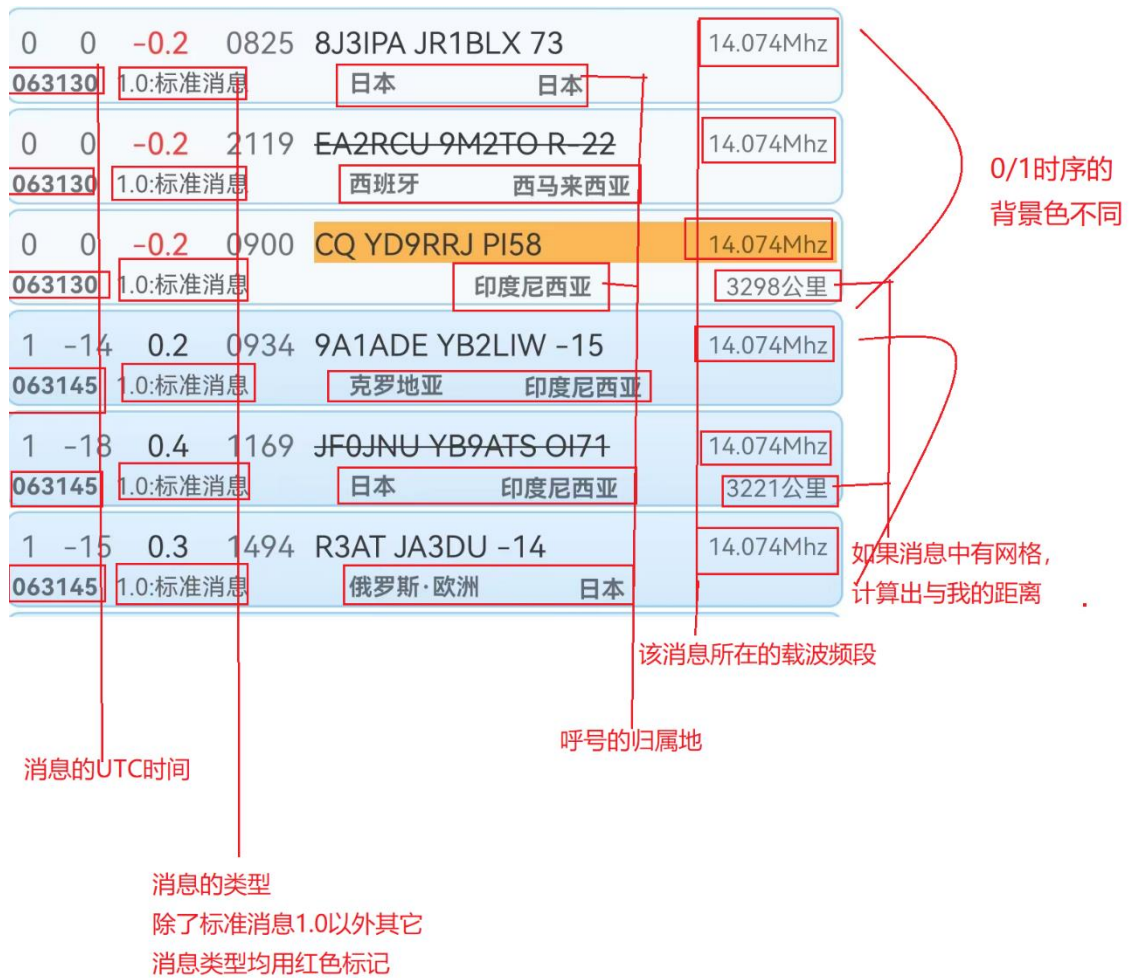 0 0 -0.2 0825 8J3IPA JR1BLX 73 14.074Mhz
063130 1.0:标准消息 日本 日本
0 0 -0.2 2119 EA2RCU 9M2TO R-22 14.074Mhz
063130 1.0:标准消息 西班牙 西马来西亚
0/1时序的
背景色不同
0 0 -0.2 0900 CQ YD9RRJ PI58 14.074Mhz
063130 1.0:标准消息 印度尼西亚 3298公里
1 -14 0.2 0934 9A1ADE YB2LIW -15 14.074Mhz
063145 1.0:标准消息 克罗地亚 印度尼西亚
1 -18 0.4 1169 JF0JNU YB9ATS OI71 14.074Mhz
063145 1.0:标准消息 日本 印度尼西亚 3221公里
1 -15 0.3 1494 R3AT JA3DU -14 14.074Mhz
063145 1.0:标准消息 俄罗斯·欧洲 日本
如果消息中有网格，
计算出与我的距离 .
该消息所在的载波频段
呼号的归属地
消息的UTC时间
消息的类型
除了标准消息1.0以外其它
消息类型均用红色标记